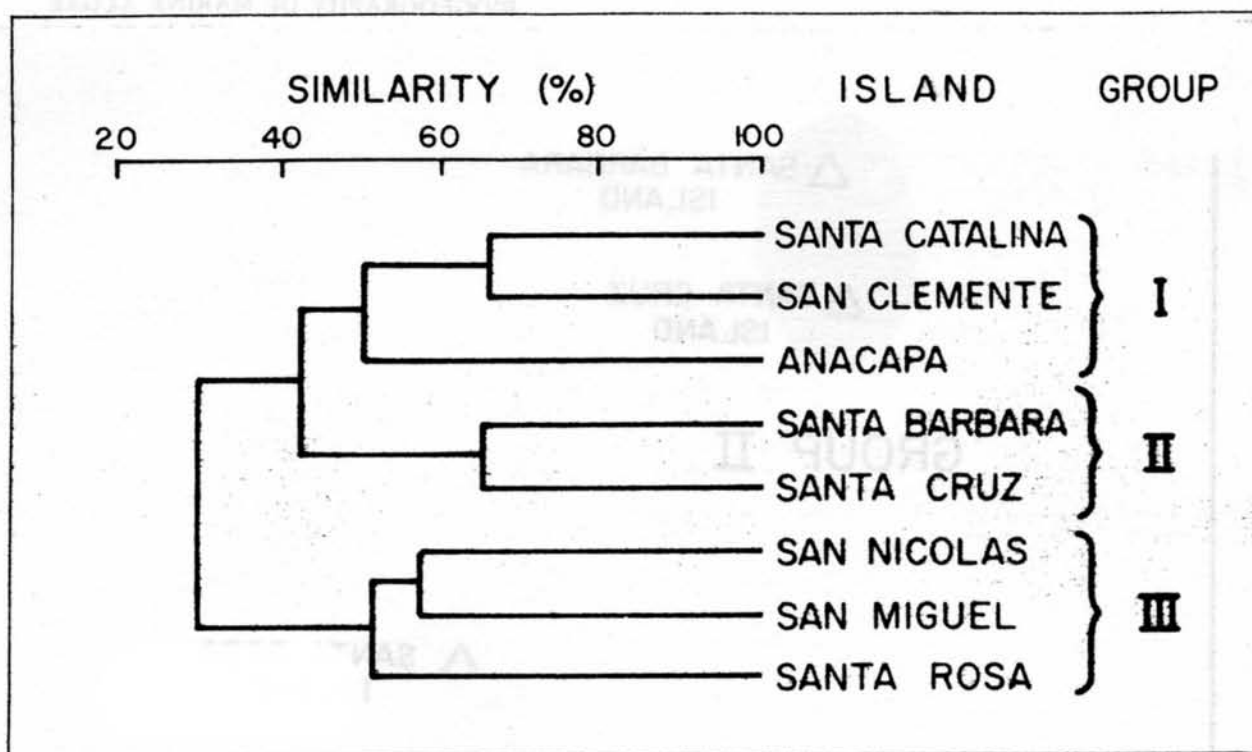 SIMILARITY (%) ISLAND GROUP
20 40 60 80 100
SANTA CATALINA
SAN CLEMENTE
I
ANACAPA
SANTA BARBARA
II
SANTA CRUZ
SAN NICOLAS
SAN MIGUEL
III
SANTA ROSA